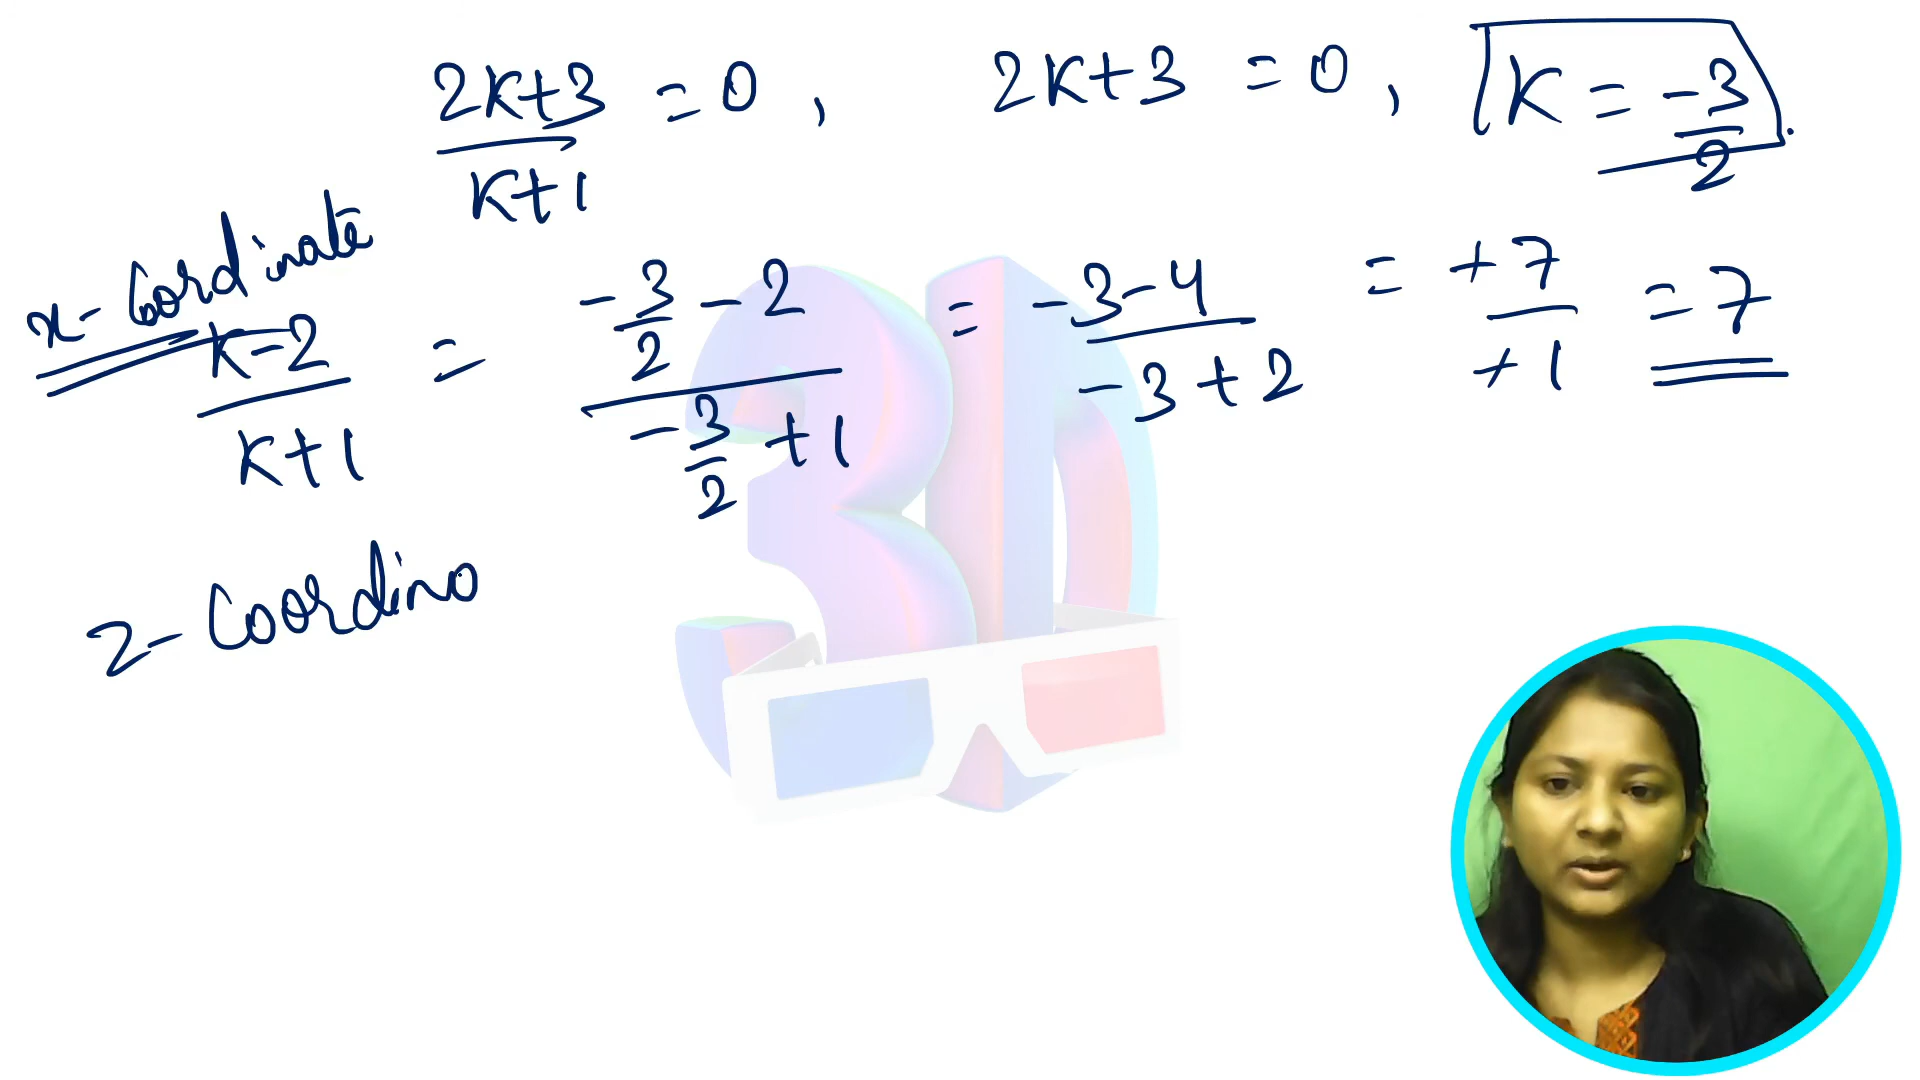 (2K+3)/(K+1) = 0 , 2K+3 = 0 , K = -3/2 .
x- Coordinate
(K-2)/(K+1) = (-3/2 - 2)/(-3/2 + 1) = (-3-4)/(-3+2) = +7/+1 = 7
z- Coordino
3D